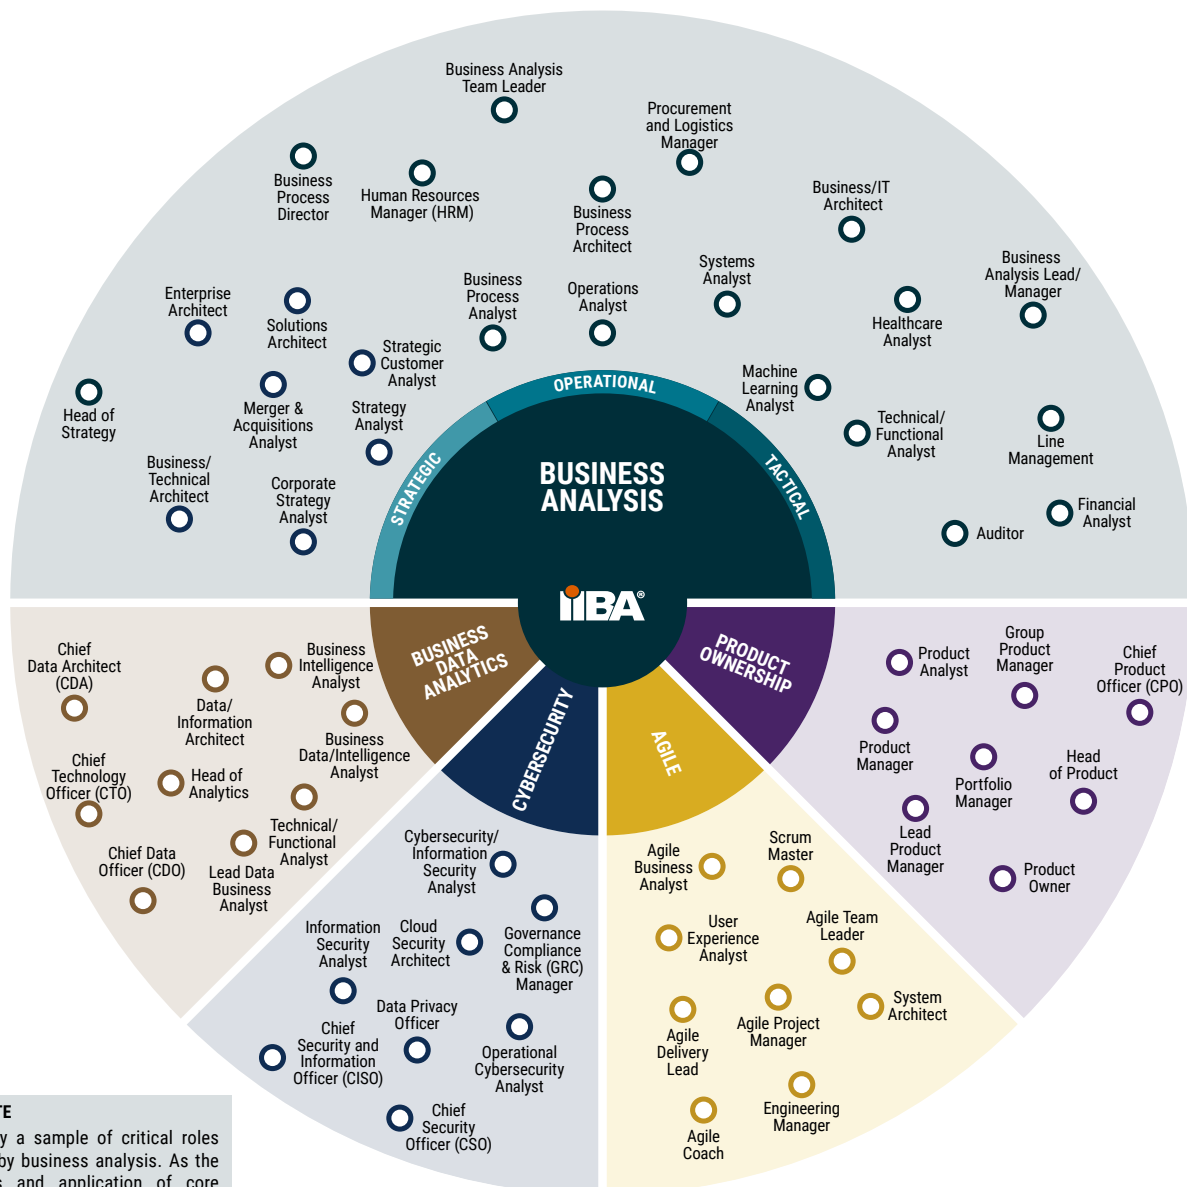 Business Analysis
Team Leader
Procurement
and Logistics
Manager
Business
Process
Director
Human Resources
Manager (HRM)
Business
Process
Architect
Business/IT
Architect
Systems
Analyst
Business
Analysis Lead/
Manager
Enterprise
Architect
Solutions
Architect
Business
Process
Analyst
Operations
Analyst
Healthcare
Analyst
Strategic
Customer
Analyst
Machine
Learning
Analyst
Head of
Strategy
Merger &
Acquisitions
Analyst
Strategy
Analyst
Technical/
Functional
Analyst
Line
Management
Business/
Technical
Architect
Corporate
Strategy
Analyst
Financial
Analyst
Auditor
STRATEGIC
OPERATIONAL
TACTICAL
BUSINESS
ANALYSIS
iiBA®
BUSINESS
DATA
ANALYTICS
CYBERSECURITY
AGILE
PRODUCT
OWNERSHIP
Chief
Data Architect
(CDA)
Data/
Information
Architect
Business
Intelligence
Analyst
Business
Data/Intelligence
Analyst
Chief
Technology
Officer (CTO)
Head of
Analytics
Technical/
Functional
Analyst
Chief Data
Officer (CDO)
Lead Data
Business
Analyst
Cybersecurity/
Information
Security
Analyst
Information
Security
Analyst
Cloud
Security
Architect
Governance
Compliance
& Risk (GRC)
Manager
Data Privacy
Officer
Chief
Security and
Information
Officer (CISO)
Operational
Cybersecurity
Analyst
Chief
Security
Officer (CSO)
Agile
Business
Analyst
Scrum
Master
User
Experience
Analyst
Agile Team
Leader
System
Architect
Agile
Delivery
Lead
Agile Project
Manager
Engineering
Manager
Agile
Coach
Product
Analyst
Group
Product
Manager
Chief
Product
Officer (CPO)
Product
Manager
Portfolio
Manager
Head
of Product
Lead
Product
Manager
Product
Owner
a sample of critical roles
by business analysis. As the
and application of core